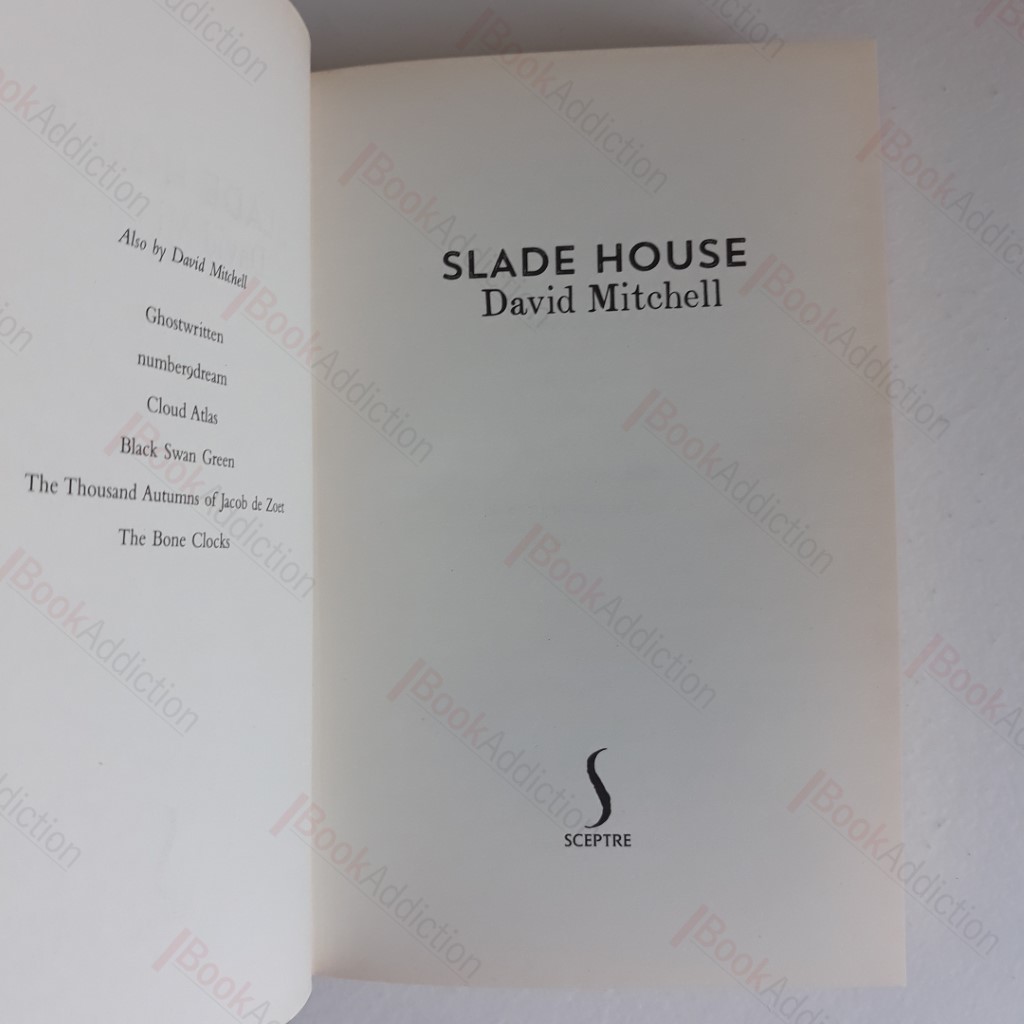 Also by David Mitchell
Ghostwritten
number9dream
Cloud Atlas
Black Swan Green
The Thousand Autumns of Jacob de Zoet
The Bone Clocks
SLADE HOUSE
David Mitchell
SCEPTRE
BookAddiction